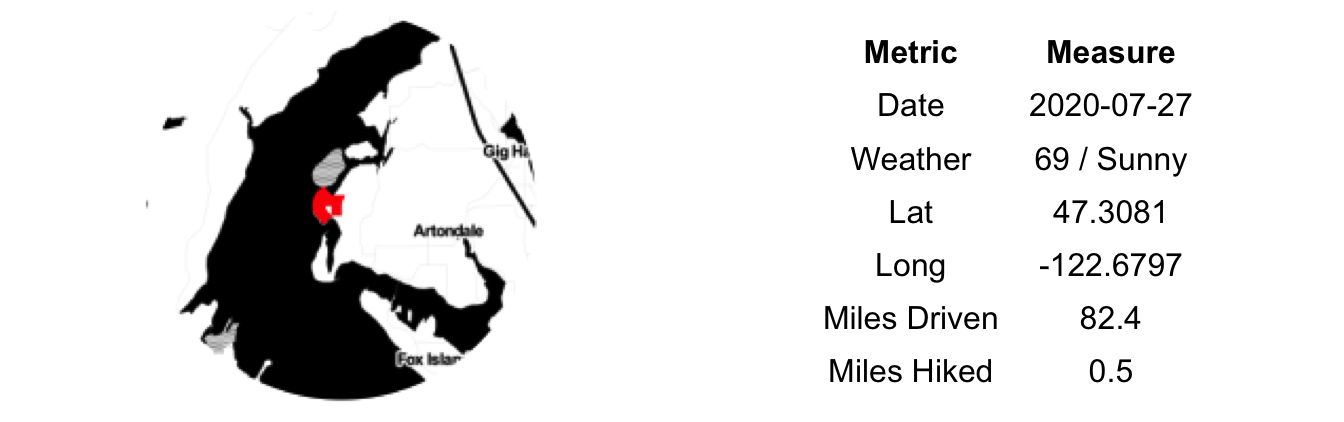 Gig Ha
Artondale
Fox Islan
Metric Measure
Date 2020-07-27
Weather 69 / Sunny
Lat 47.3081
Long -122.6797
Miles Driven 82.4
Miles Hiked 0.5